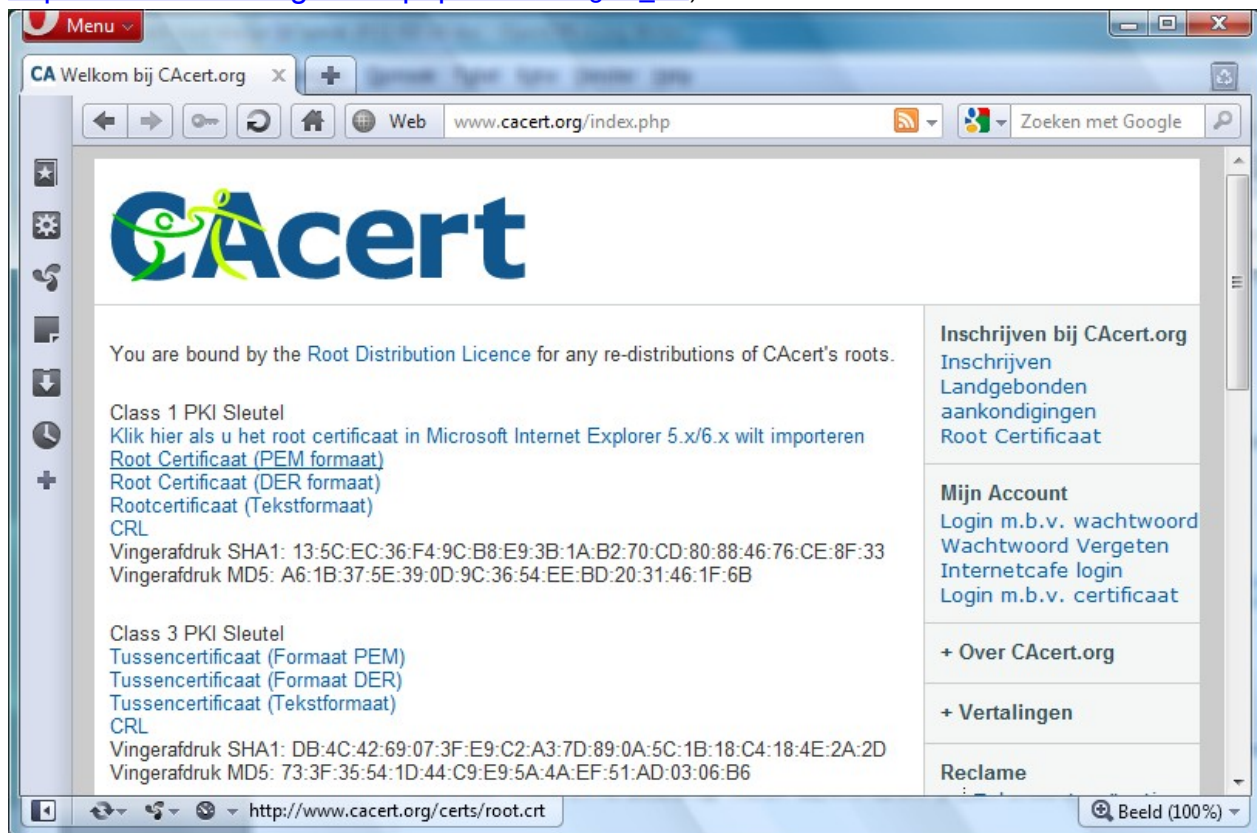 Menu
CA Welkom bij CAcert.org
Web www.cacert.org/index.php
Zoeken met Google
CAcert
You are bound by the Root Distribution Licence for any re-distributions of CAcert's roots.
Class 1 PKI Sleutel
Klik hier als u het root certificaat in Microsoft Internet Explorer 5.x/6.x wilt importeren
Root Certificaat (PEM formaat)
Root Certificaat (DER formaat)
Rootcertificaat (Tekstformaat)
CRL
Vingerafdruk SHA1: 13:5C:EC:36:F4:9C:B8:E9:3B:1A:B2:70:CD:80:88:46:76:CE:8F:33
Vingerafdruk MD5: A6:1B:37:5E:39:0D:9C:36:54:EE:BD:20:31:46:1F:6B
Class 3 PKI Sleutel
Tussencertificaat (Formaat PEM)
Tussencertificaat (Formaat DER)
Tussencertificaat (Tekstformaat)
CRL
Vingerafdruk SHA1: DB:4C:42:69:07:3F:E9:C2:A3:7D:89:0A:5C:1B:18:C4:18:4E:2A:2D
Vingerafdruk MD5: 73:3F:35:54:1D:44:C9:E9:5A:4A:EF:51:AD:03:06:B6
Inschrijven bij CAcert.org
Inschrijven
Landgebonden
aankondigingen
Root Certificaat
Mijn Account
Login m.b.v. wachtwoord
Wachtwoord Vergeten
Internetcafe login
Login m.b.v. certificaat
+ Over CAcert.org
+ Vertalingen
Reclame
http://www.cacert.org/certs/root.crt
Beeld (100%)